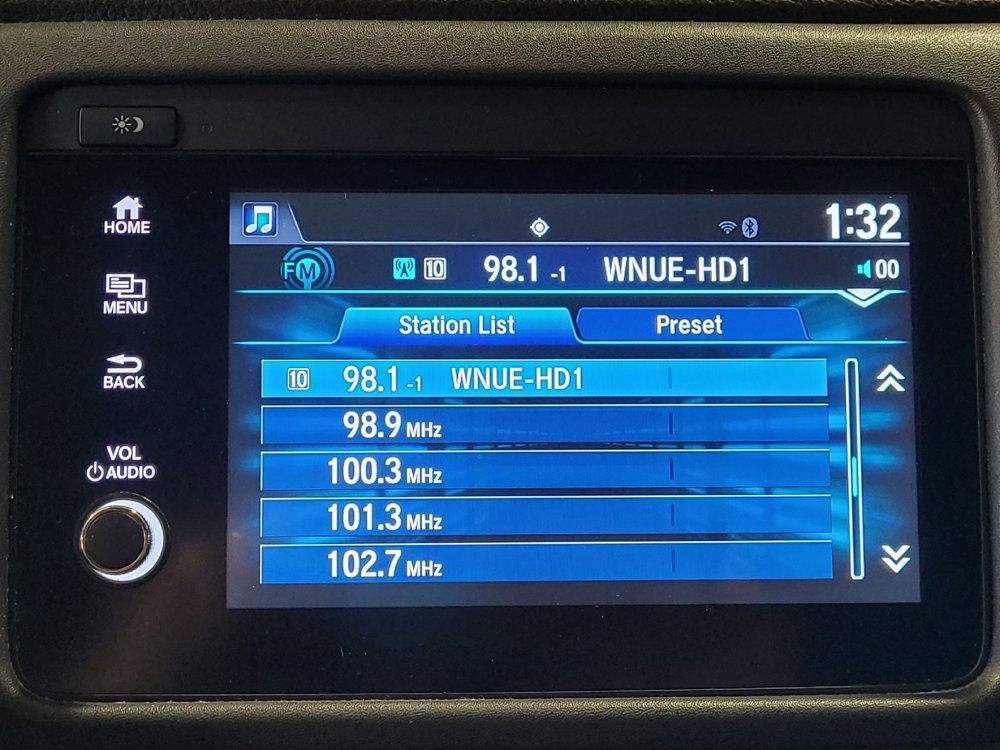 HOME
MENU
BACK
VOL
AUDIO
1:32
FM 10 98.1 -1 WNUE-HD1 00
Station List Preset
10 98.1 -1 WNUE-HD1
98.9 MHz
100.3 MHz
101.3 MHz
102.7 MHz